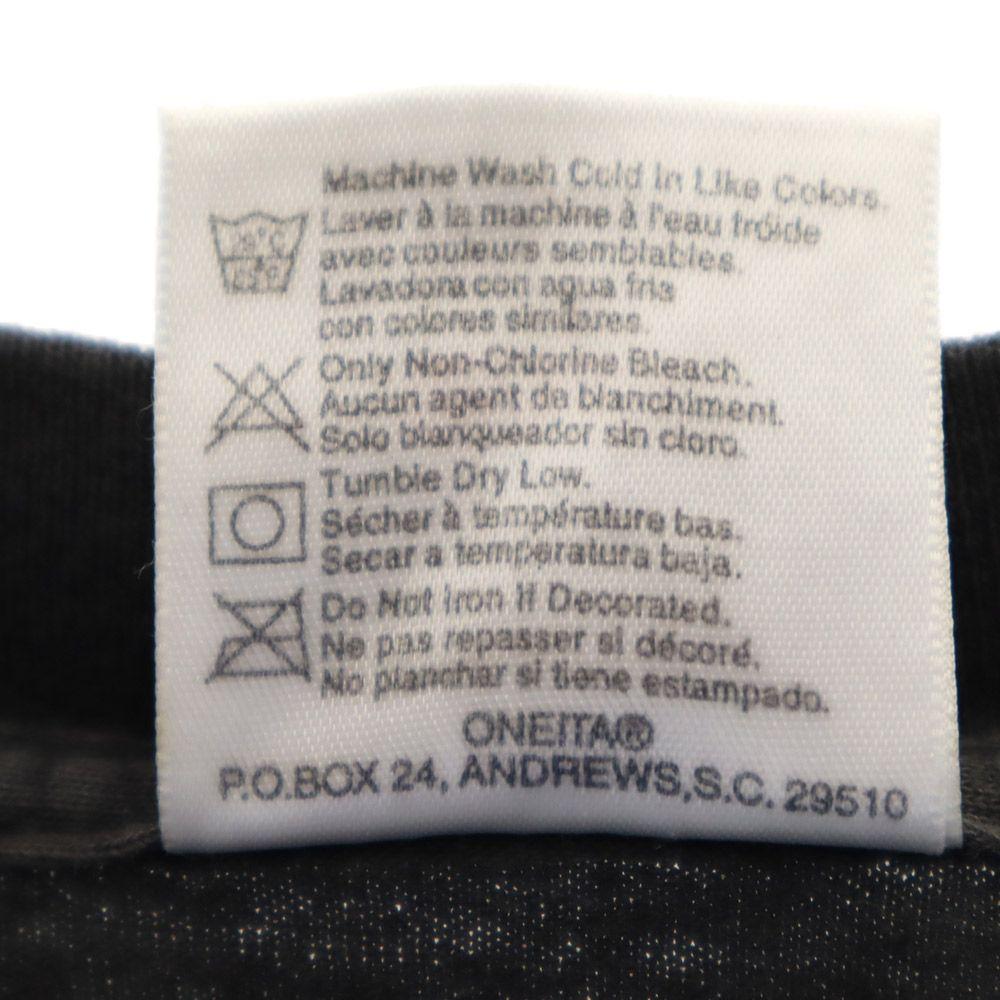 Machine Wash Cold in Like Colors.
Laver à la machine à l'eau fróide
avec couleurs semblables.
Lavadora con agua fria
con colores similares.
Only Non-Chlorine Bleach.
Aucun agent de blanchiment.
Solo blanqueador sin cloro.
Tumble Dry Low.
Sécher à température bas.
Secar a temperatura baja.
Do Not Iron If Decorated.
Ne pas repasser si décoré.
No planchar si tiene estampado.
ONEITA®
P.O.BOX 24, ANDREWS,S.C. 29510